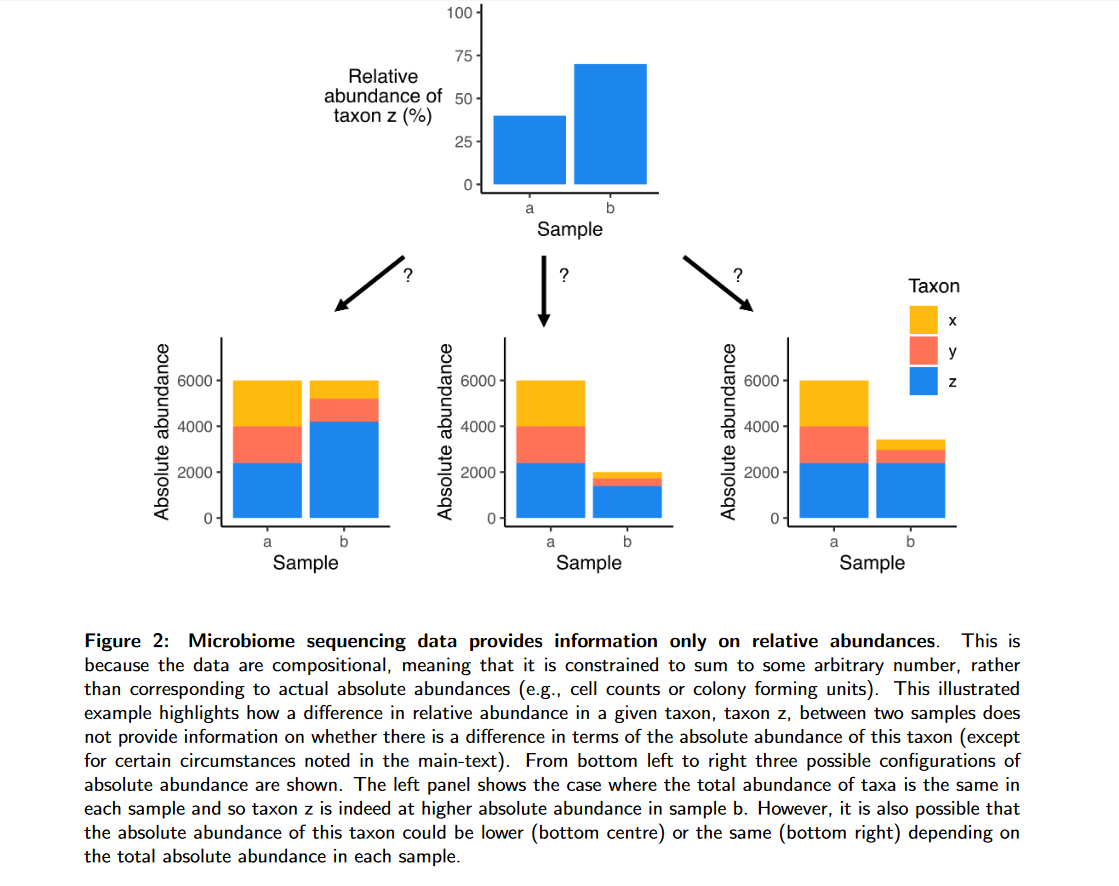 100
75
50
25
0
Relative
abundance of
taxon z (%)
a b
Sample
? ? ?
Taxon
x
y
z
Absolute abundance
6000
4000
2000
0
a b
Sample
Absolute abundance
6000
4000
2000
0
a b
Sample
Absolute abundance
6000
4000
2000
0
a b
Sample
Figure 2: Microbiome sequencing data provides information only on relative abundances. This is
because the data are compositional, meaning that it is constrained to sum to some arbitrary number, rather
than corresponding to actual absolute abundances (e.g., cell counts or colony forming units). This illustrated
example highlights how a difference in relative abundance in a given taxon, taxon z, between two samples does
not provide information on whether there is a difference in terms of the absolute abundance of this taxon (except
for certain circumstances noted in the main-text). From bottom left to right three possible configurations of
absolute abundance are shown. The left panel shows the case where the total abundance of taxa is the same in
each sample and so taxon z is indeed at higher absolute abundance in sample b. However, it is also possible that
the absolute abundance of this taxon could be lower (bottom centre) or the same (bottom right) depending on
the total absolute abundance in each sample.